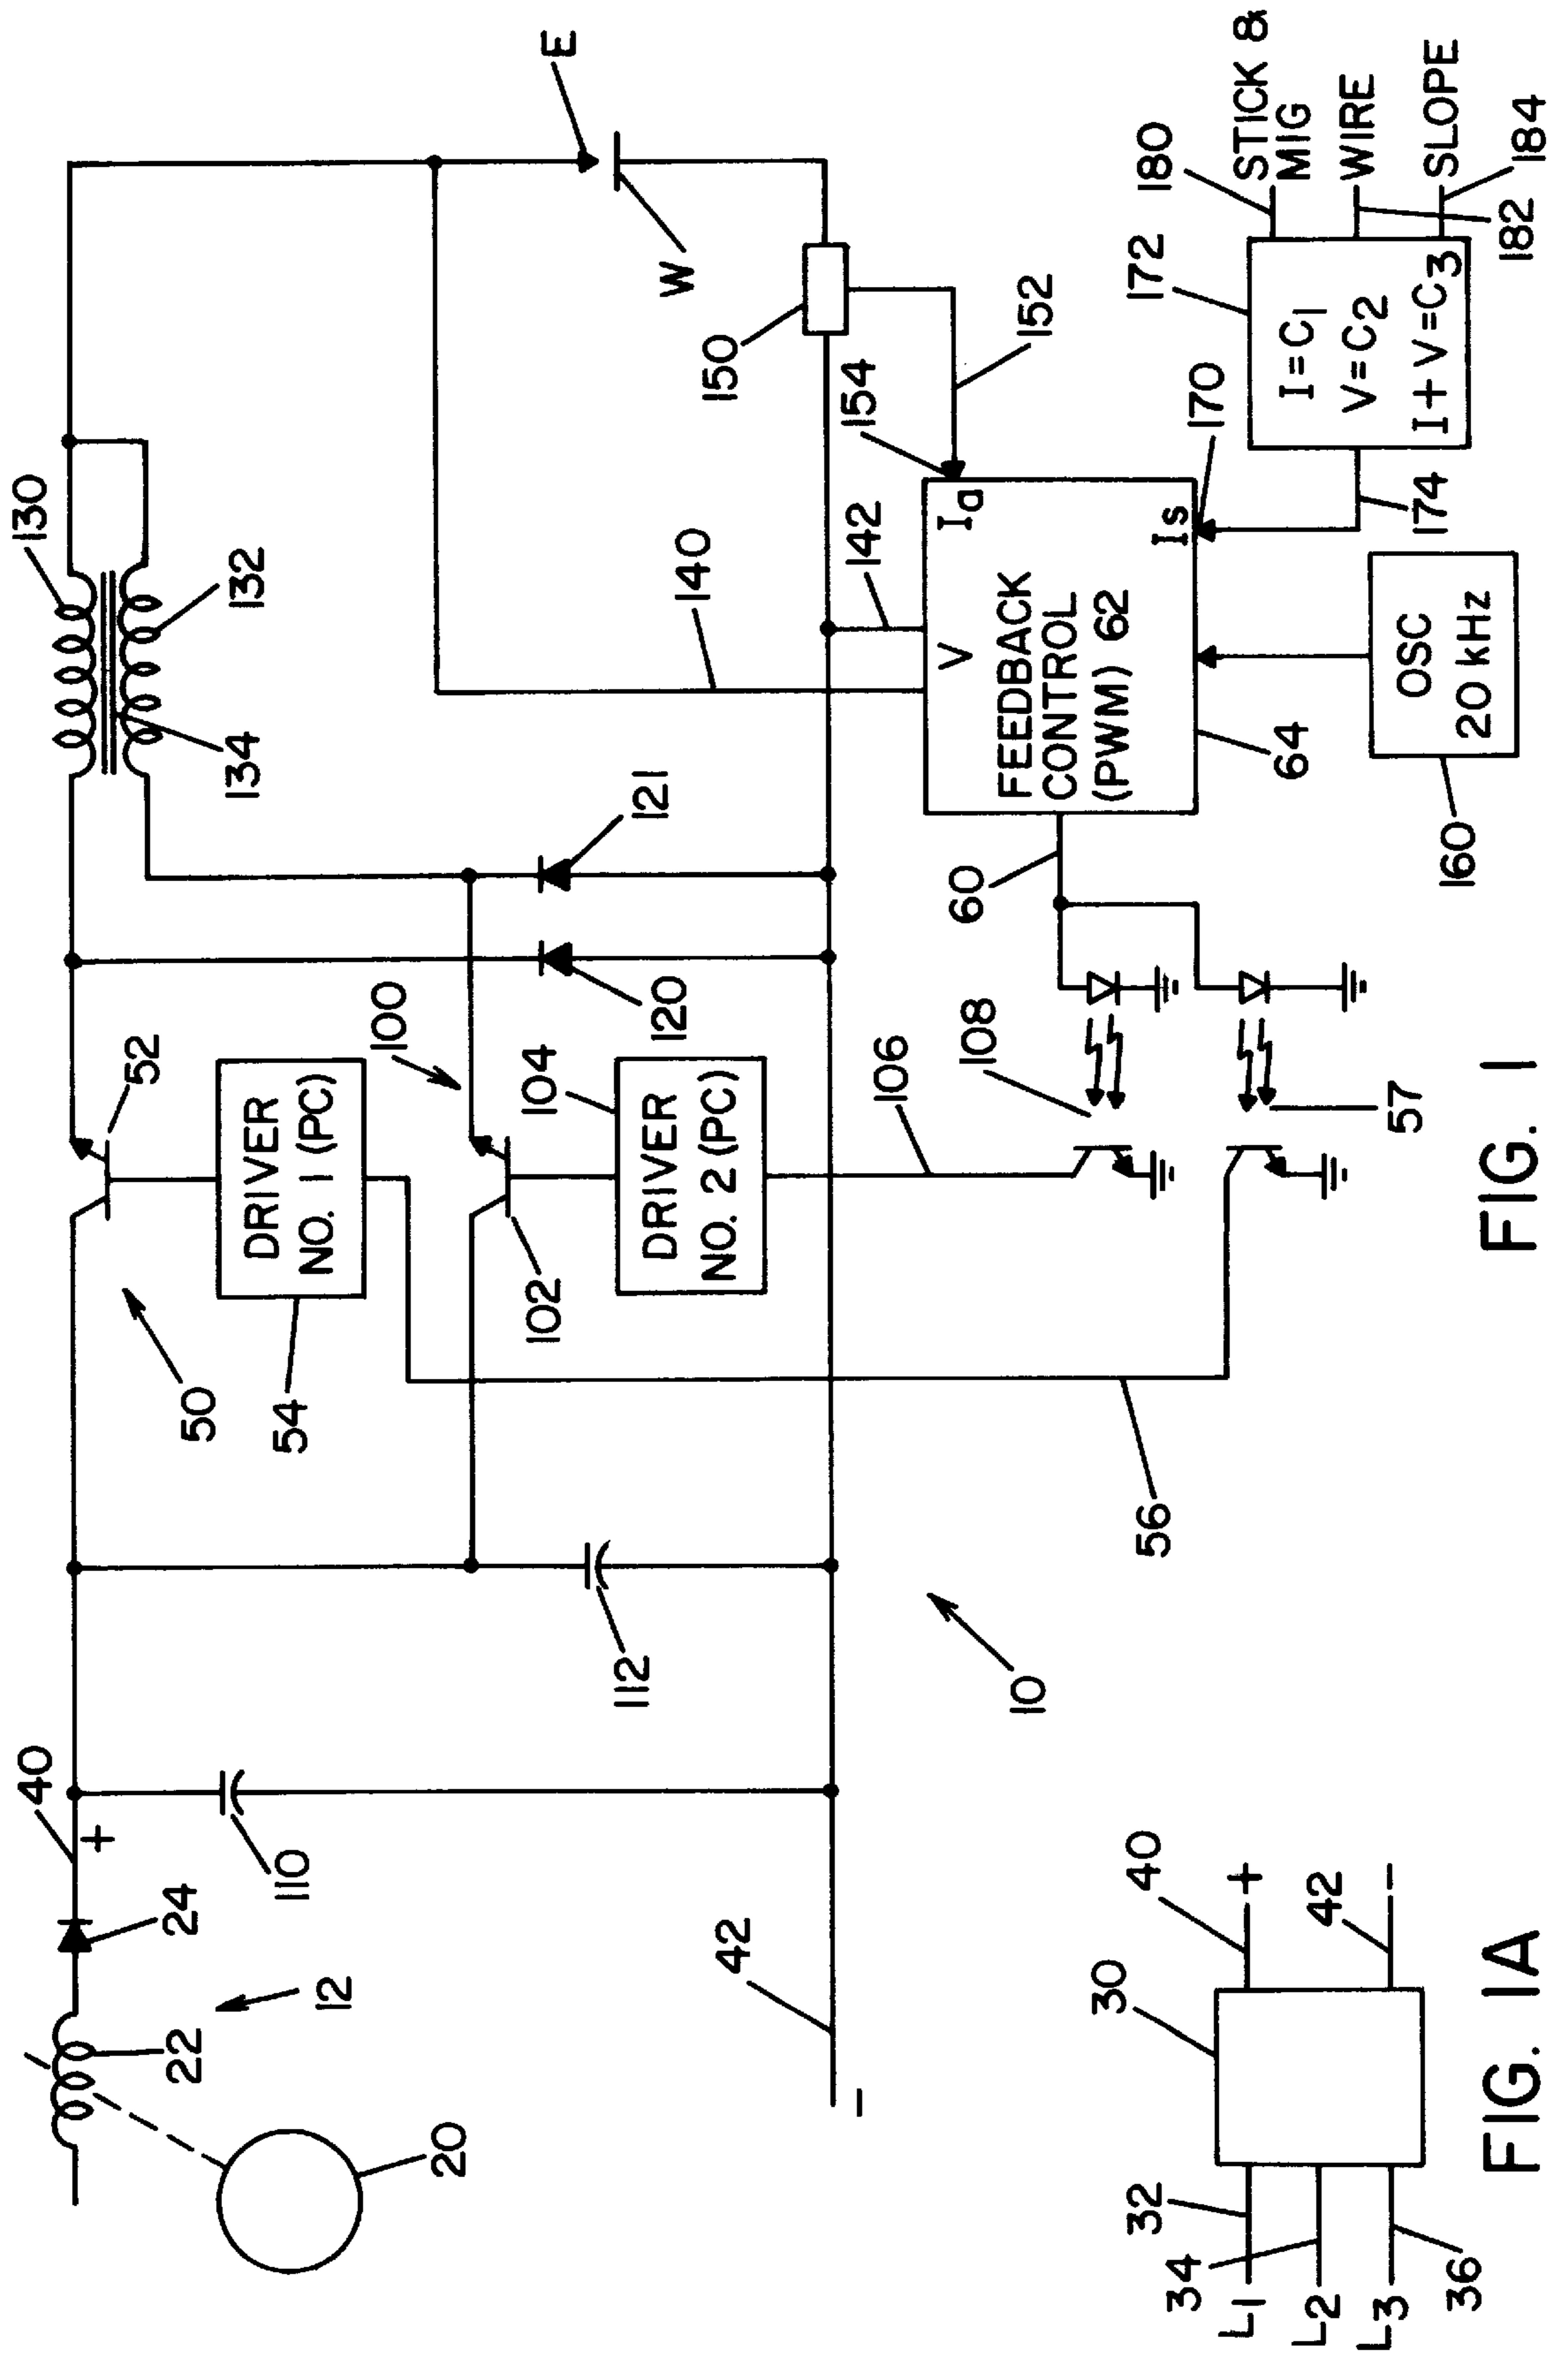 40
+
24
12
22
20
110
112
50
52
DRIVER
NO. 1 (PC)
54
100
102
104
DRIVER
NO. 2 (PC)
106
108
120
121
130
132
134
140
142
E
W
150
152
154
42
-
10
56
57
60
V
Ia
Is
FEEDBACK
CONTROL
(PWM) 62
64
OSC
20 kHz
160
170
172
174
I=C1
V=C2
I+V=C3
180
STICK &
MIG
182
WIRE
184
SLOPE
FIG. 1
30
40
+
42
-
32
34
36
L1
L2
L3
FIG. 1A